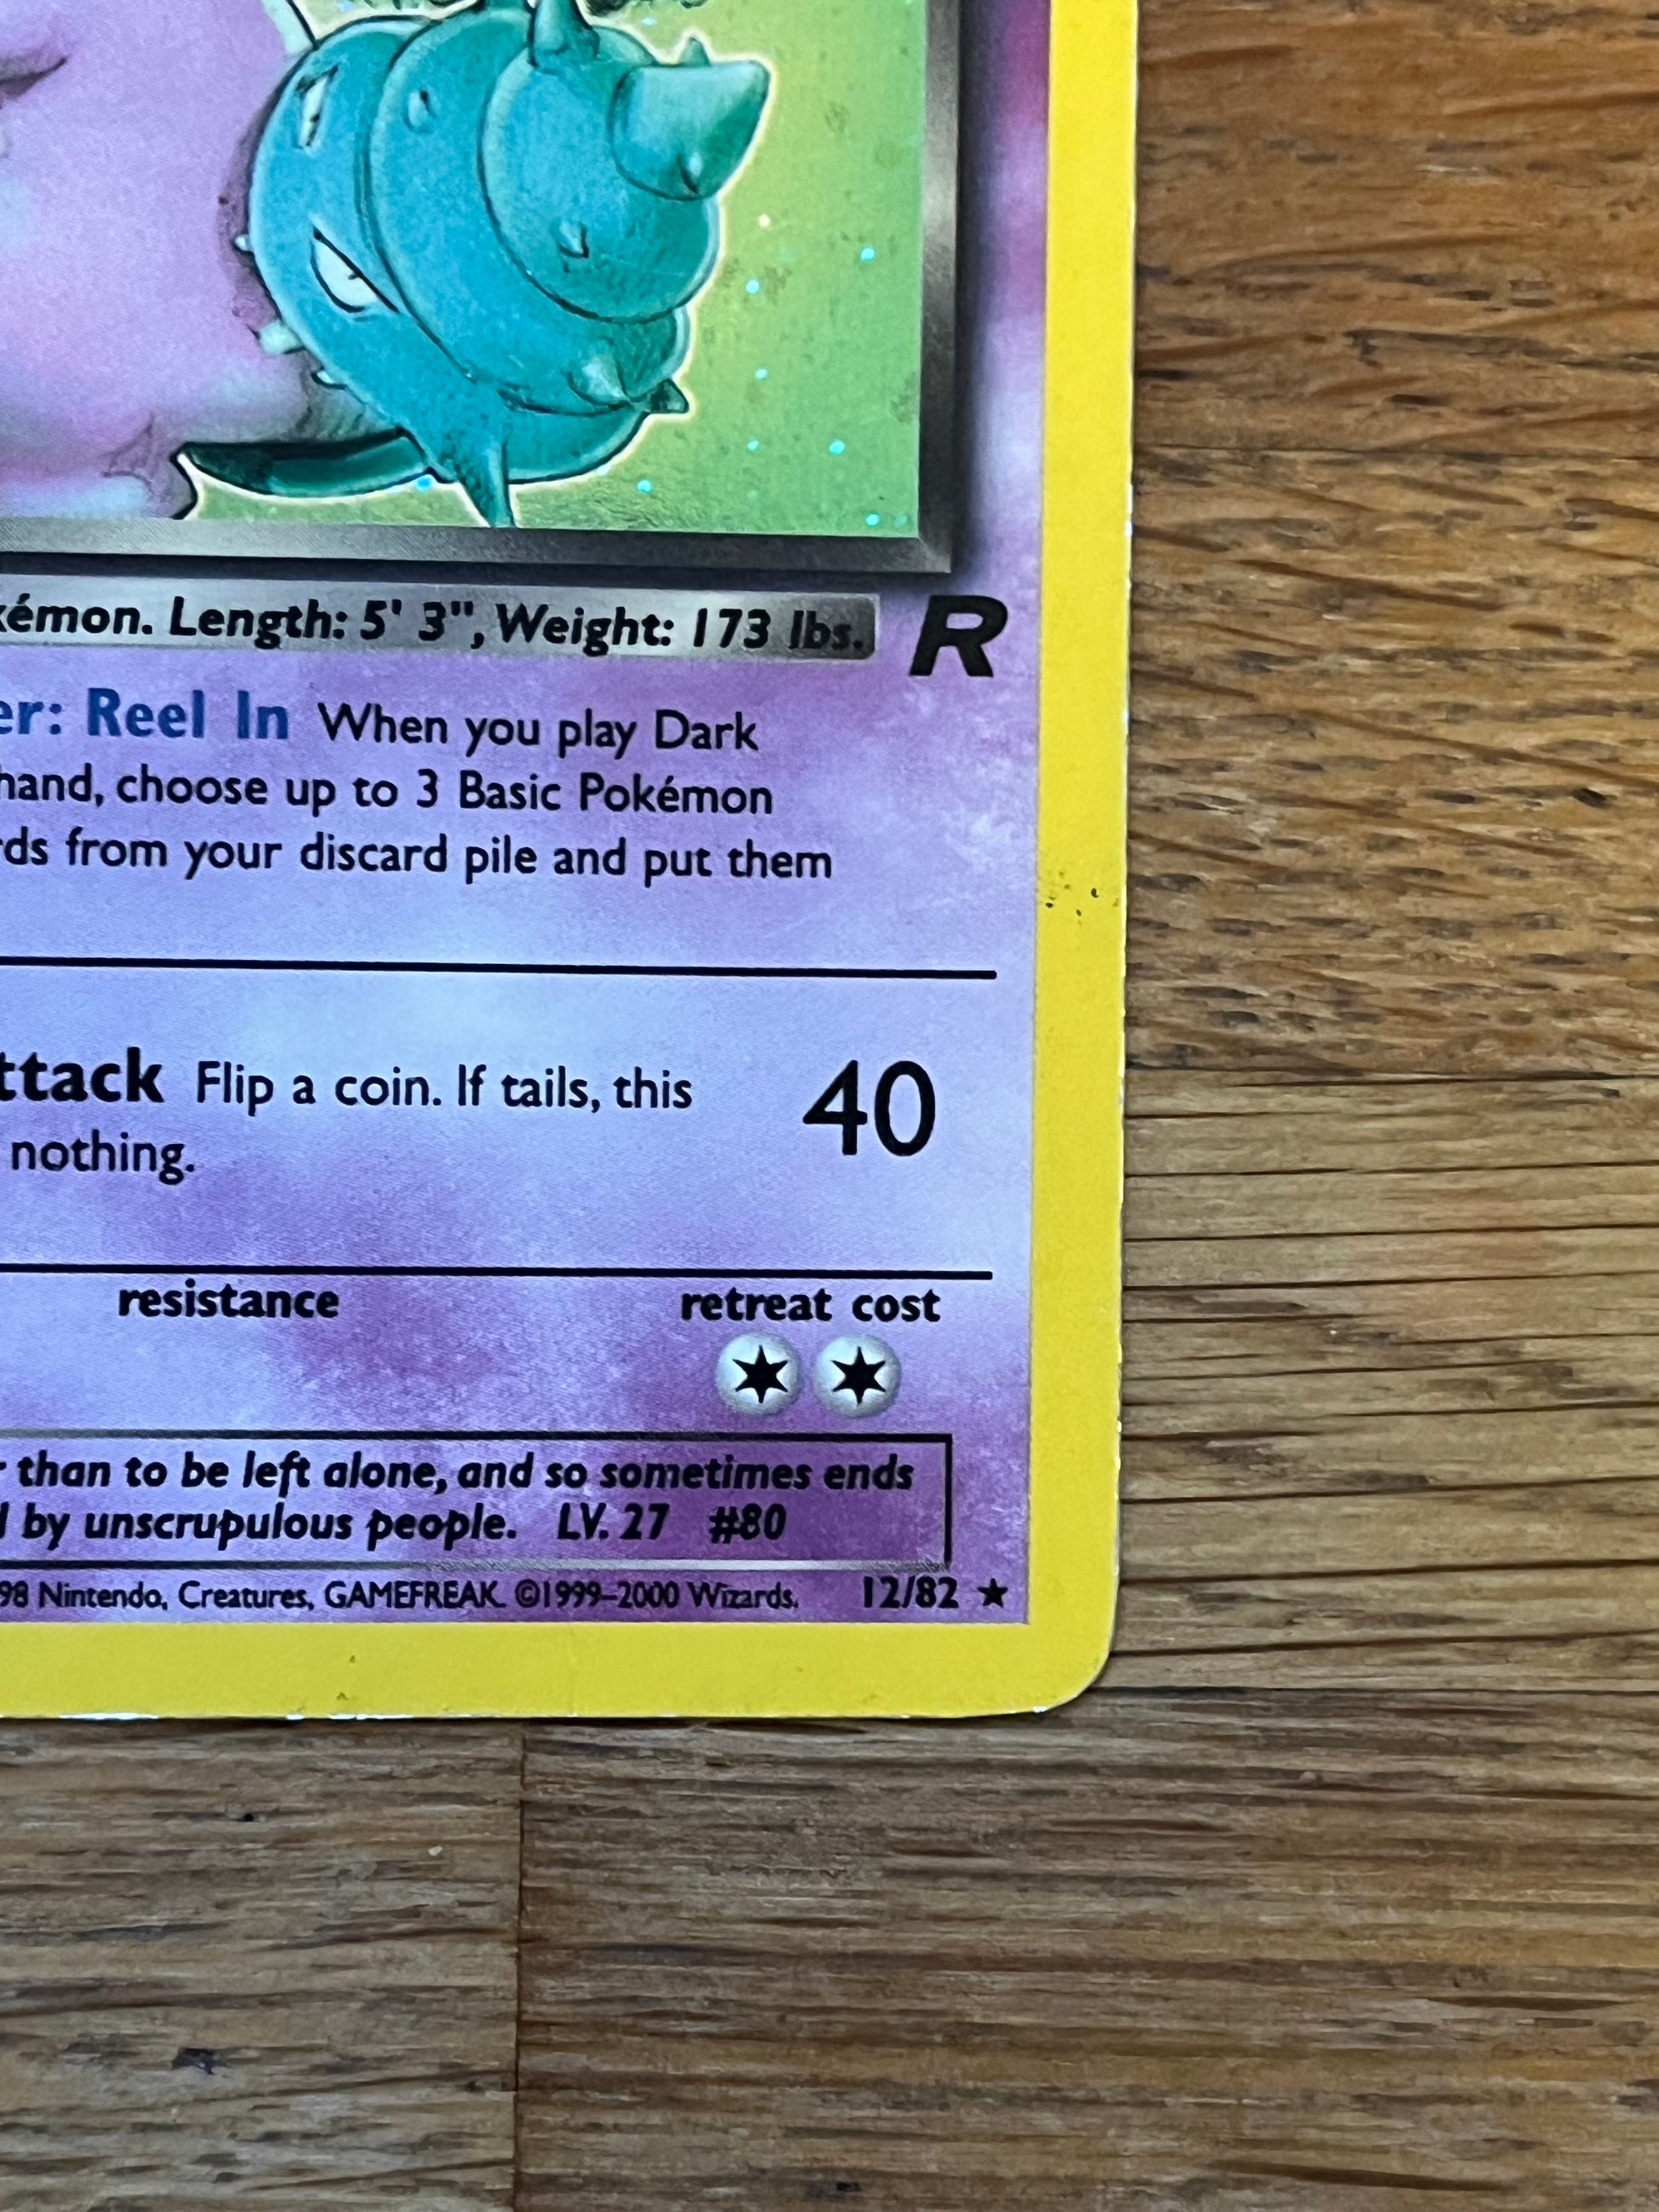 émon. Length: 5' 3", Weight: 173 lbs.
R
er: Reel In When you play Dark
hand, choose up to 3 Basic Pokémon
rds from your discard pile and put them
ttack Flip a coin. If tails, this 40
nothing.
resistance retreat cost
than to be left alone, and so sometimes ends
by unscrupulous people. LV. 27 #80
98 Nintendo, Creatures, GAMEFREAK. ©1999–2000 Wizards. 12/82 ★